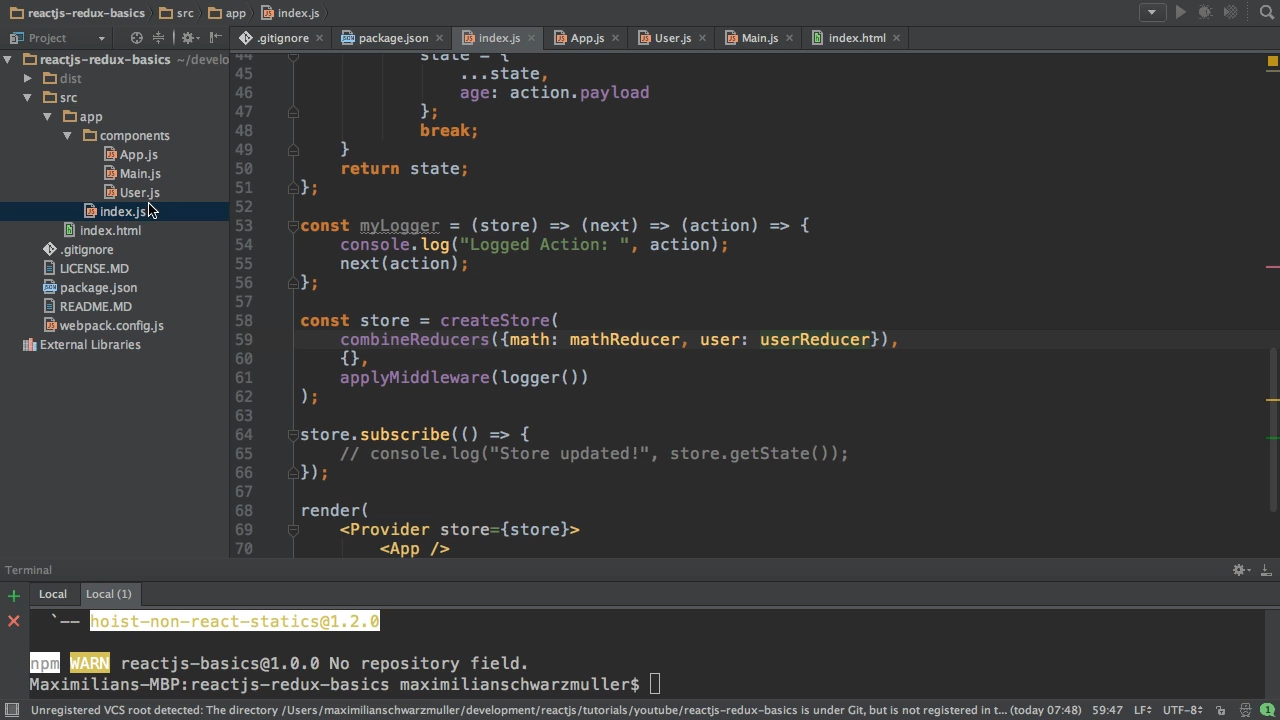 reactjs-redux-basics src app index.js
Project
.gitignore package.json index.js App.js User.js Main.js index.html
reactjs-redux-basics ~/develo
dist
src
app
components
App.js
Main.js
User.js
index.js
index.html
.gitignore
LICENSE.MD
package.json
README.MD
webpack.config.js
External Libraries
44 state = {
45 ...state,
46 age: action.payload
47 };
48 break;
49 }
50 return state;
51 };
52
53 const myLogger = (store) => (next) => (action) => {
54 console.log("Logged Action: ", action);
55 next(action);
56 };
57
58 const store = createStore(
59 combineReducers({math: mathReducer, user: userReducer}),
60 {},
61 applyMiddleware(logger())
62 );
63
64 store.subscribe(() => {
65 // console.log("Store updated!", store.getState());
66 });
67
68 render(
69 <Provider store={store}>
70 <App />
Terminal
Local Local (1)
`-- hoist-non-react-statics@1.2.0
npm WARN reactjs-basics@1.0.0 No repository field.
Maximilians-MBP:reactjs-redux-basics maximilianschwarzmuller$
Unregistered VCS root detected: The directory /Users/maximilianschwarzmuller/development/reactjs/tutorials/youtube/reactjs-redux-basics is under Git, but is not registered in t... (today 07:48) 59:47 LF÷ UTF-8÷ 1